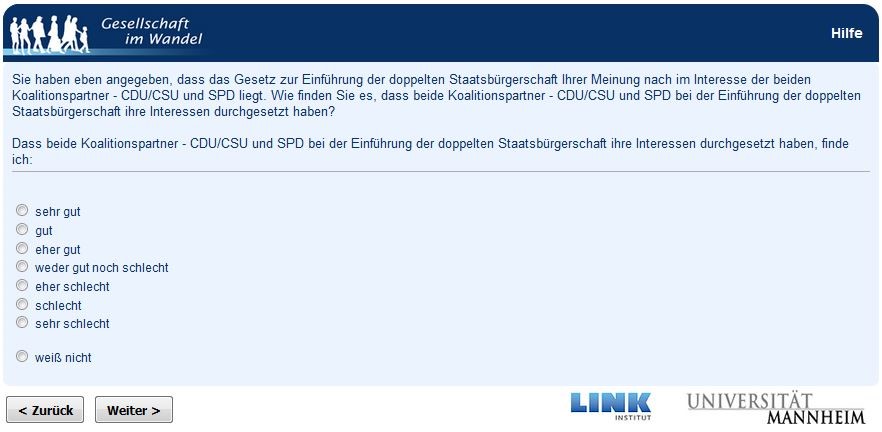 Gesellschaft
im Wandel
Hilfe
Sie haben eben angegeben, dass das Gesetz zur Einführung der doppelten Staatsbürgerschaft Ihrer Meinung nach im Interesse der beiden
Koalitionspartner - CDU/CSU und SPD liegt. Wie finden Sie es, dass beide Koalitionspartner - CDU/CSU und SPD bei der Einführung der doppelten
Staatsbürgerschaft ihre Interessen durchgesetzt haben?
Dass beide Koalitionspartner - CDU/CSU und SPD bei der Einführung der doppelten Staatsbürgerschaft ihre Interessen durchgesetzt haben, finde
ich:
sehr gut
gut
eher gut
weder gut noch schlecht
eher schlecht
schlecht
sehr schlecht
weiß nicht
< Zurück
Weiter >
LINK
INSTITUT
UNIVERSITÄT
MANNHEIM